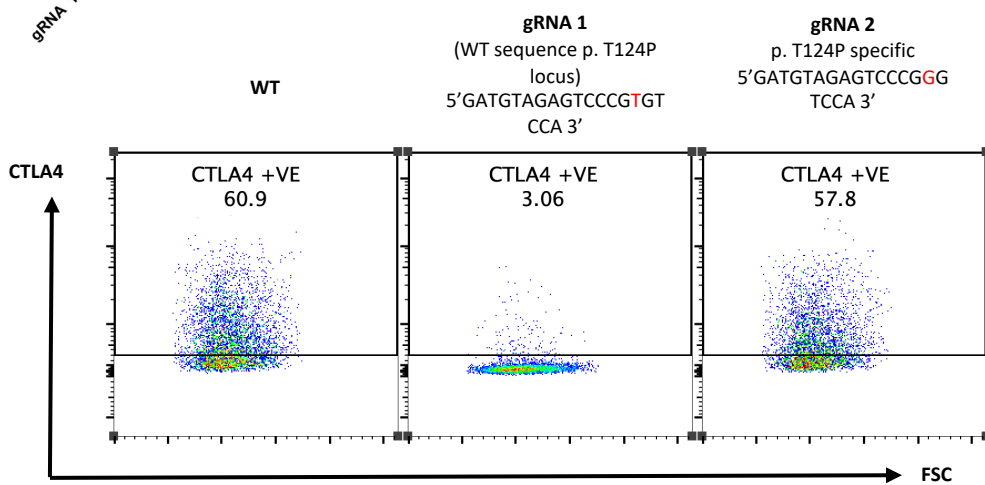 gRNA
WT
gRNA 1
(WT sequence p. T124P
locus)
5'GATGTAGAGTCCCGTGT
CCA 3'
gRNA 2
p. T124P specific
5'GATGTAGAGTCCCGGG
TCCA 3'
CTLA4
CTLA4 +VE
60.9
CTLA4 +VE
3.06
CTLA4 +VE
57.8
FSC